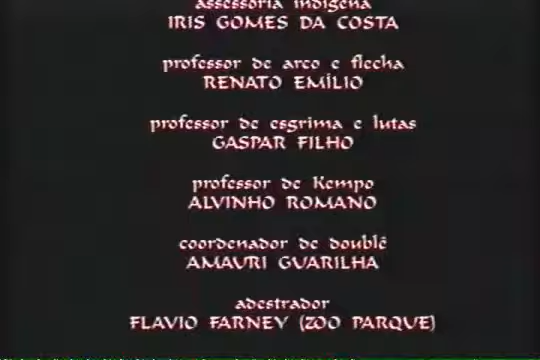 assessoria indígena
IRIS GOMES DA COSTA
professor de arco e flecha
RENATO EMÍLIO
professor de esgrima e lutas
GASPAR FILHO
professor de Kempo
ALVINHO ROMANO
coordenador de doublê
AMAURI GUARILHA
adestrador
FLAVIO FARNEY (ZOO PARQUE)